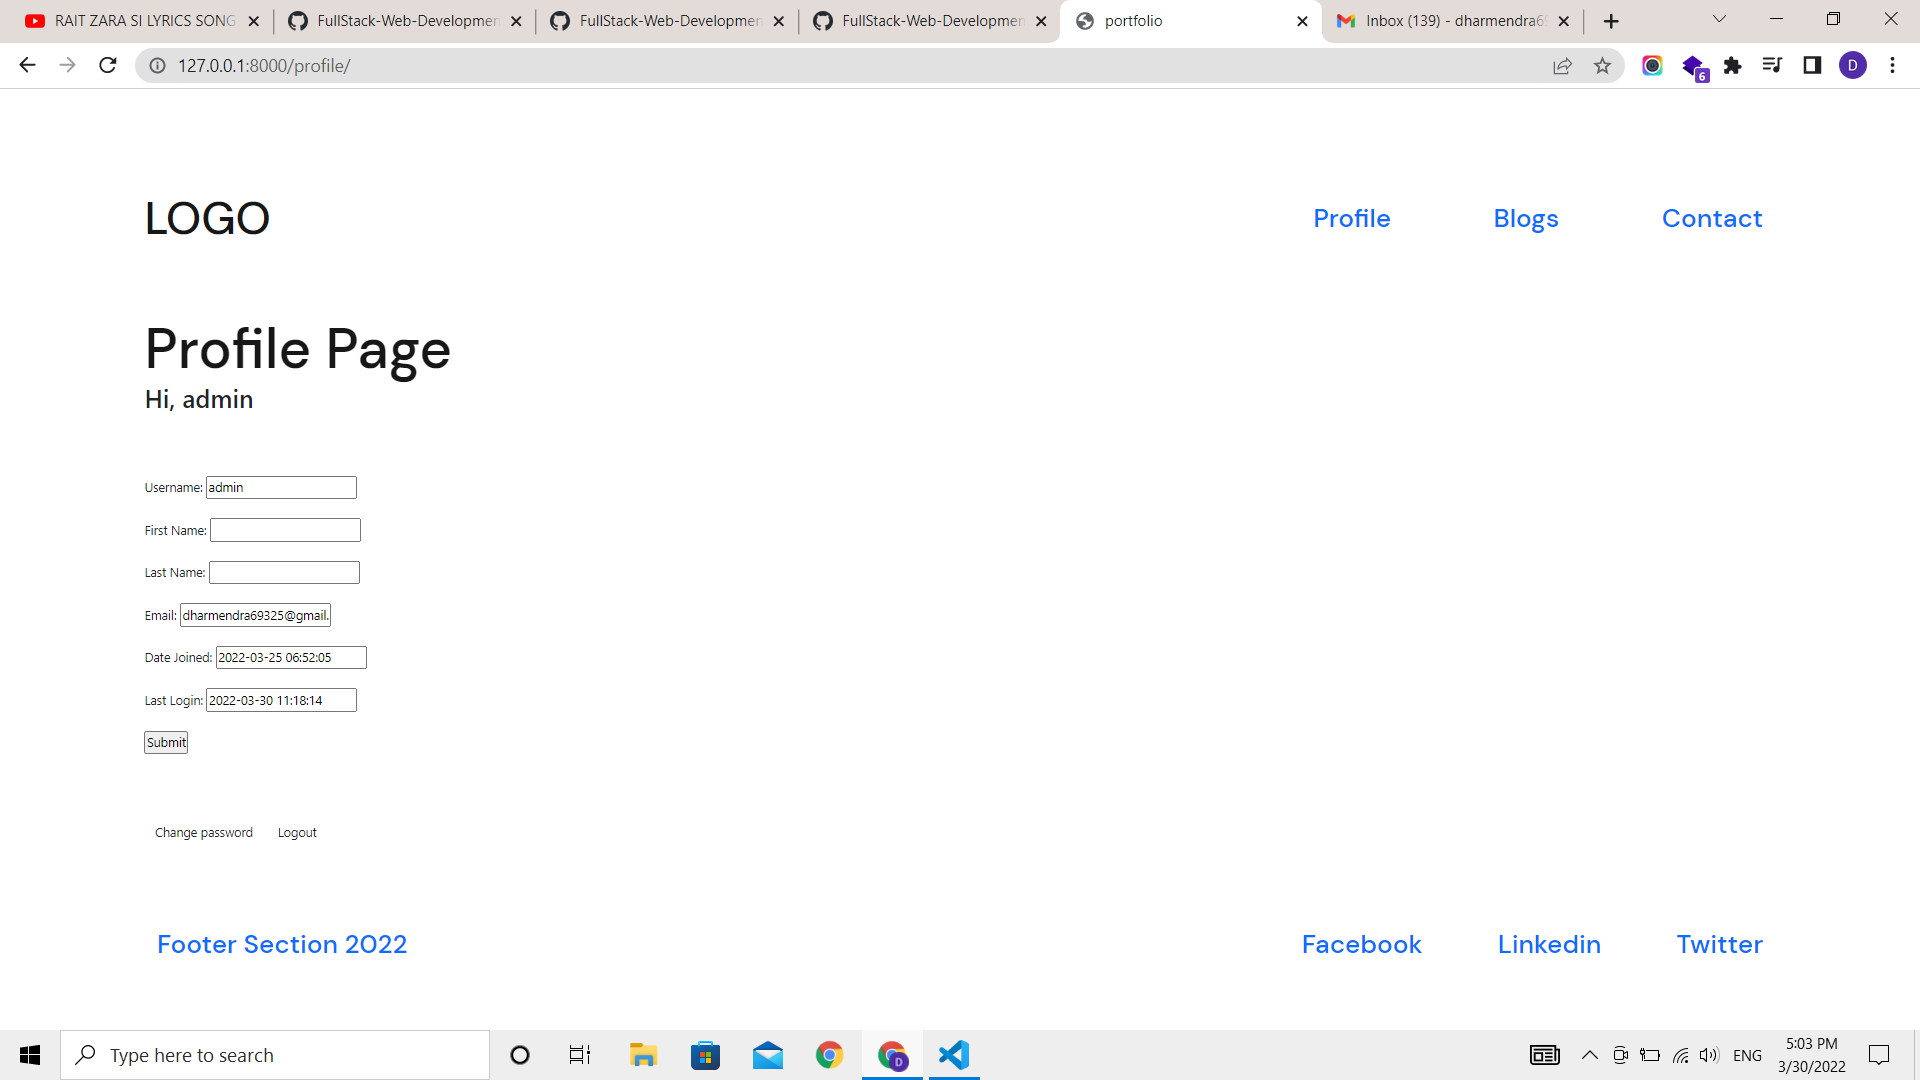 RAIT ZARA SI LYRICS SONG
FullStack-Web-Developmen
FullStack-Web-Developmen
FullStack-Web-Developmen
portfolio
Inbox (139) - dharmendra69
127.0.0.1:8000/profile/
6
D
LOGO
Profile
Blogs
Contact
Profile Page
Hi, admin
Username: admin
First Name:
Last Name:
Email: dharmendra69325@gmail.
Date Joined: 2022-03-25 06:52:05
Last Login: 2022-03-30 11:18:14
Submit
Change password
Logout
Footer Section 2022
Facebook
Linkedin
Twitter
Type here to search
D
ENG
5:03 PM
3/30/2022